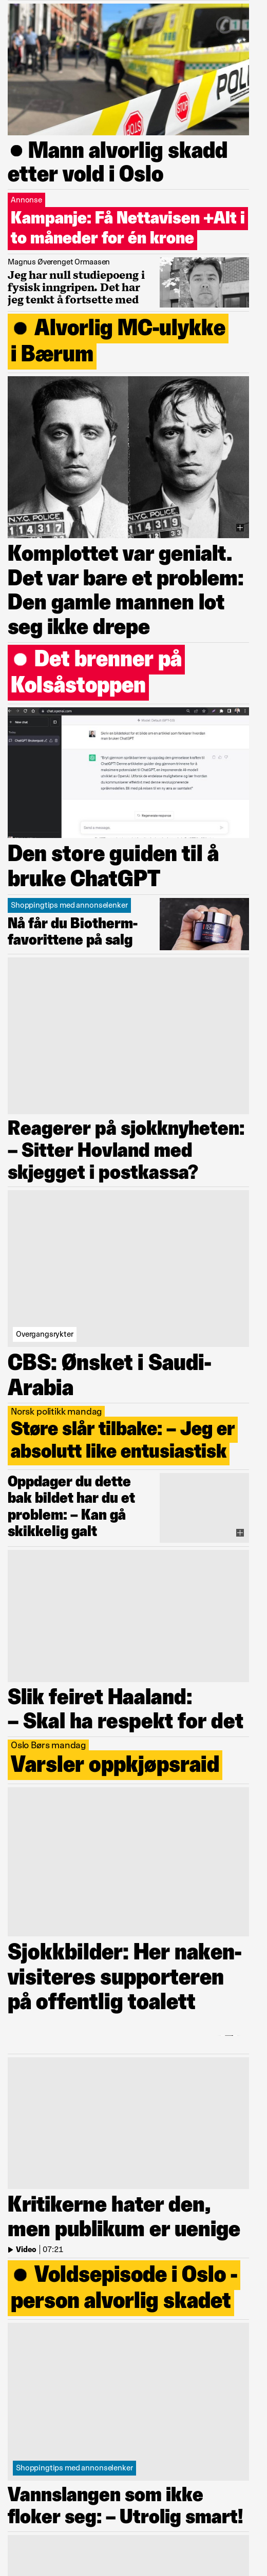 ● Mann alvorlig skadd
etter vold i Oslo
Annonse
Kampanje: Få Nettavisen +Alt i
to måneder for én krone
Magnus Øverenget Ormaasen
Jeg har null studiepoeng i
fysisk inngripen. Det har
jeg tenkt å fortsette med
● Alvorlig MC-ulykke
i Bærum
N.Y.C. POLICE
14317
N.Y.C. POLICE
14319
Komplottet var genialt.
Det var bare et problem:
Den gamle mannen lot
seg ikke drepe
● Det brenner på
Kolsåstoppen
chat.openai.com
Den store guiden til å
bruke ChatGPT
Shoppingtips med annonselenker
Nå får du Biotherm-
favorittene på salg
Reagerer på sjokknyheten:
– Sitter Hovland med
skjegget i postkassa?
Overgangsrykter
CBS: Ønsket i Saudi-
Arabia
Norsk politikk mandag
Støre slår tilbake: – Jeg er
absolutt like entusiastisk
Oppdager du dette
bak bildet har du et
problem: – Kan gå
skikkelig galt
Slik feiret Haaland:
– Skal ha respekt for det
Oslo Børs mandag
Varsler oppkjøpsraid
Sjokkbilder: Her naken-
visiteres supporteren
på offentlig toalett
Kritikerne hater den,
men publikum er uenige
Video | 07:21
● Voldsepisode i Oslo -
person alvorlig skadet
Shoppingtips med annonselenker
Vannslangen som ikke
floker seg: – Utrolig smart!